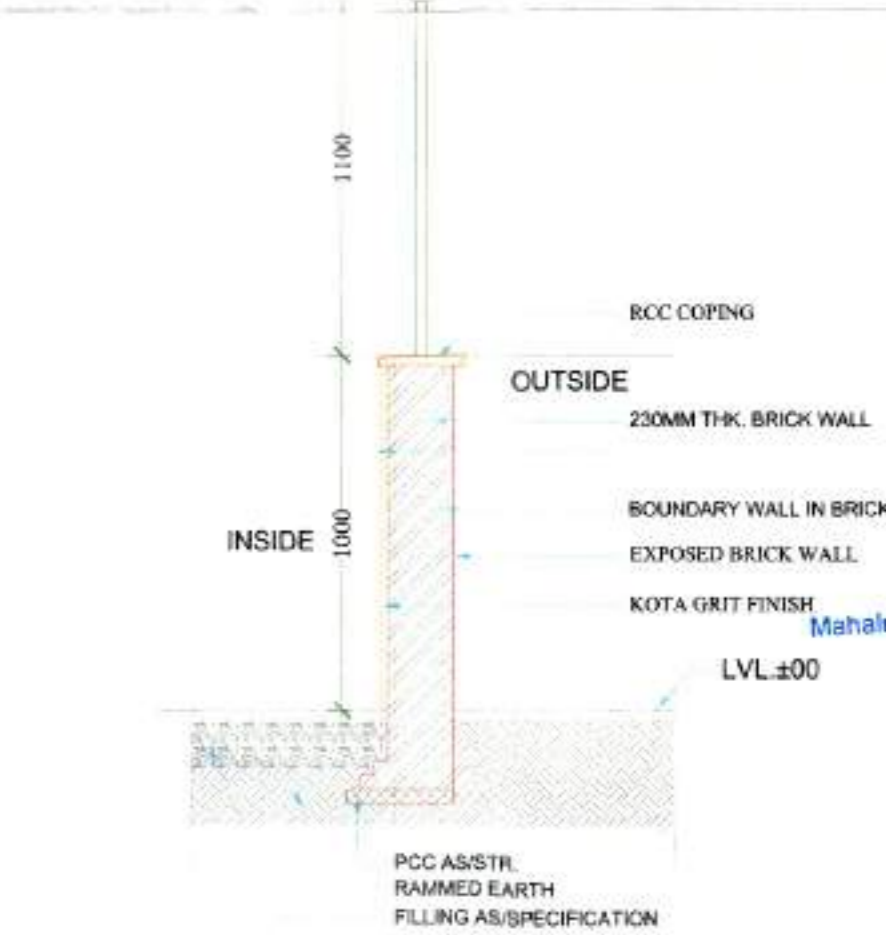 1100
RCC COPING
OUTSIDE
230MM THK. BRICK WALL
BOUNDARY WALL IN BRICK
INSIDE
1000
EXPOSED BRICK WALL
KOTA GRIT FINISH
LVL.±00
PCC AS/STR.
RAMMED EARTH
FILLING AS/SPECIFICATION